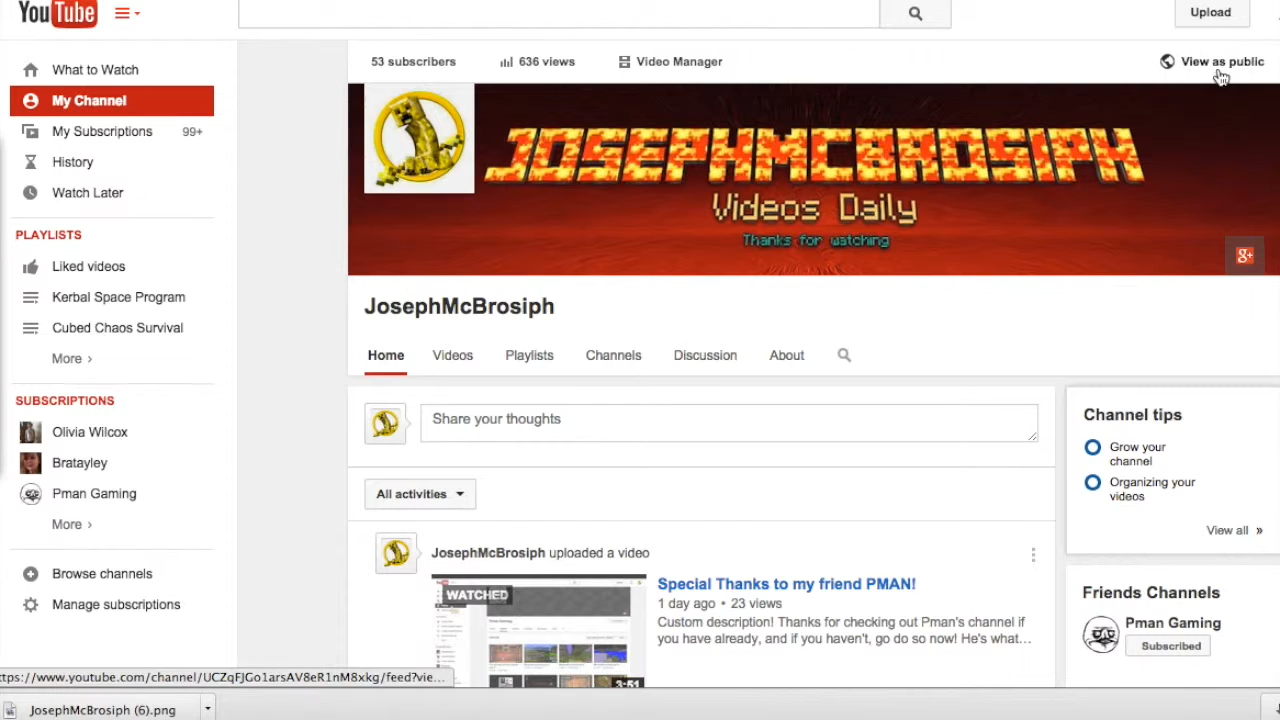 YouTube
Upload
53 subscribers
636 views
Video Manager
View as public
What to Watch
My Channel
My Subscriptions 99+
History
Watch Later
PLAYLISTS
Liked videos
Kerbal Space Program
Cubed Chaos Survival
More ›
SUBSCRIPTIONS
Olivia Wilcox
Bratayley
Pman Gaming
More ›
Browse channels
Manage subscriptions
JOSEPHMCBROSIPH
Videos Daily
Thanks for watching
g+
JosephMcBrosiph
Home Videos Playlists Channels Discussion About
Share your thoughts
All activities
JosephMcBrosiph uploaded a video
WATCHED
3:51
Special Thanks to my friend PMAN!
1 day ago • 23 views
Custom description! Thanks for checking out Pman's channel if
you have already, and if you haven't, go do so now! He's what...
Channel tips
Grow your
channel
Organizing your
videos
View all »
Friends Channels
Pman Gaming
Subscribed
ttps://www.youtube.com/channel/UCZqFJGo1arsAV8eR1nM8xkg/feed?vie...
JosephMcBrosiph (6).png